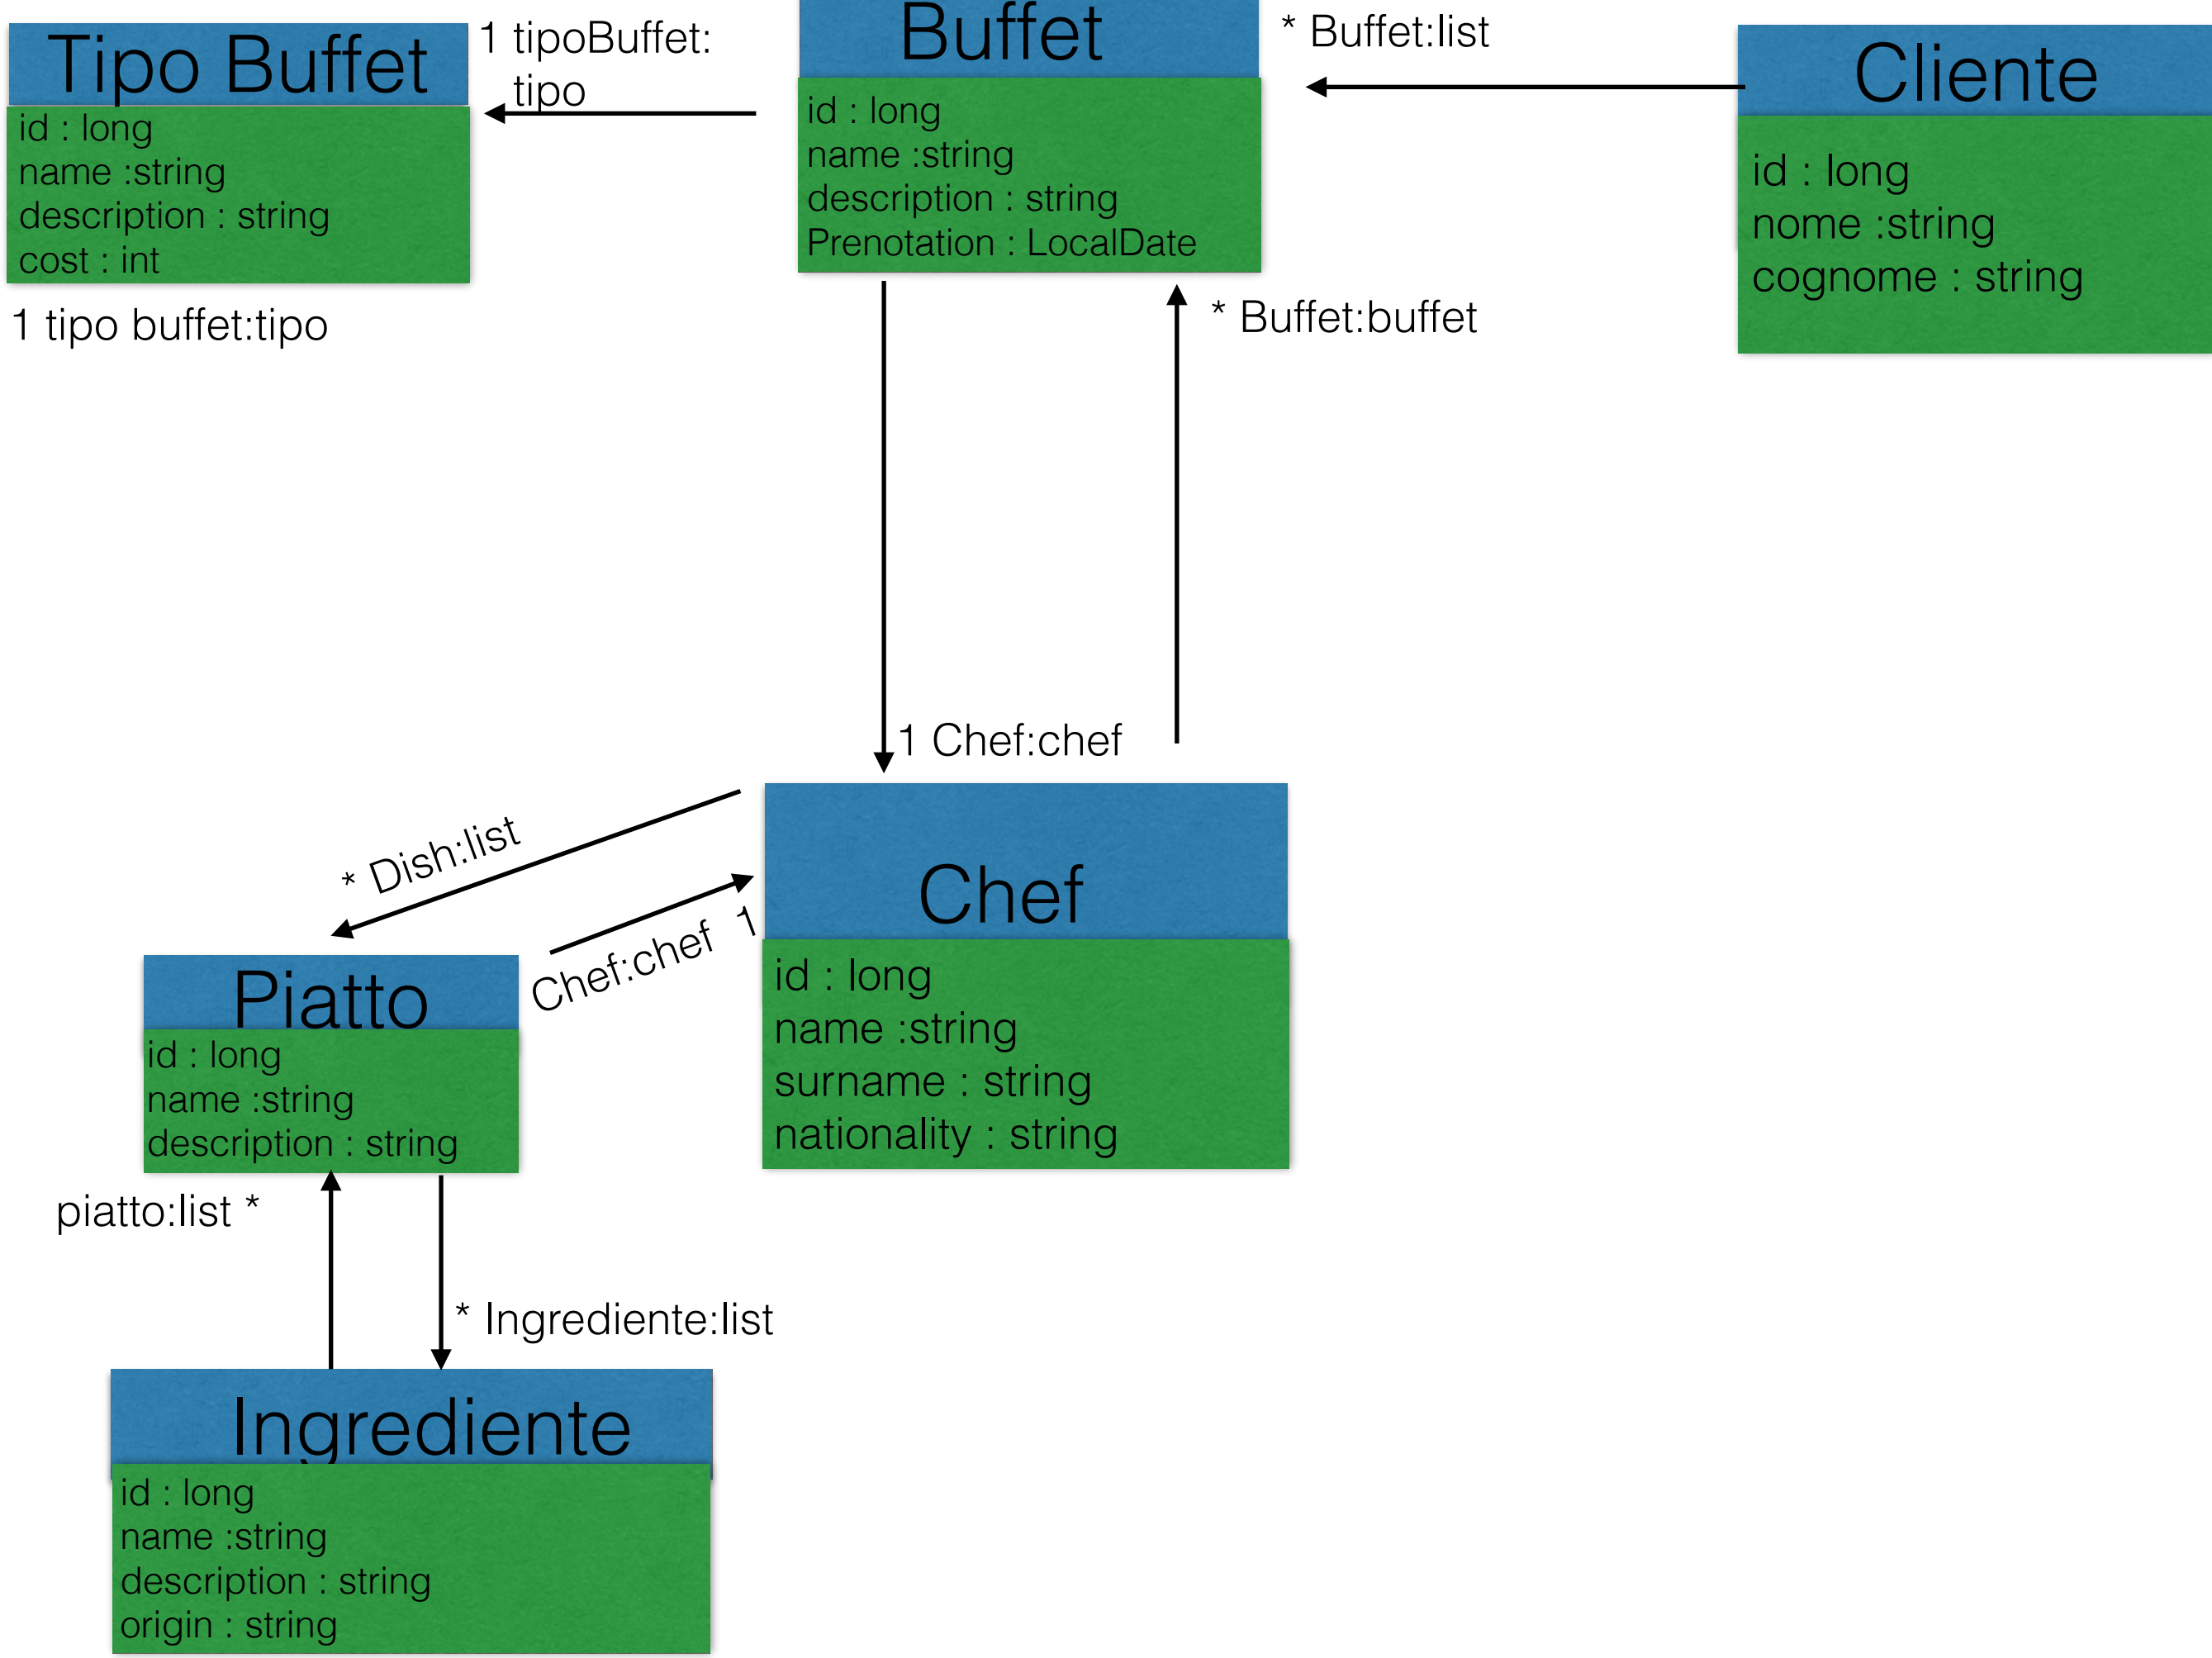 Tipo Buffet
id : long
name :string
description : string
cost : int
1 tipo buffet:tipo
1 tipoBuffet:
tipo
Buffet
id : long
name :string
description : string
Prenotation : LocalDate
* Buffet:list
Cliente
id : long
nome :string
cognome : string
* Buffet:buffet
1 Chef:chef
* Dish:list
Chef:chef 1
Chef
id : long
name :string
surname : string
nationality : string
Piatto
id : long
name :string
description : string
piatto:list *
* Ingrediente:list
Ingrediente
id : long
name :string
description : string
origin : string